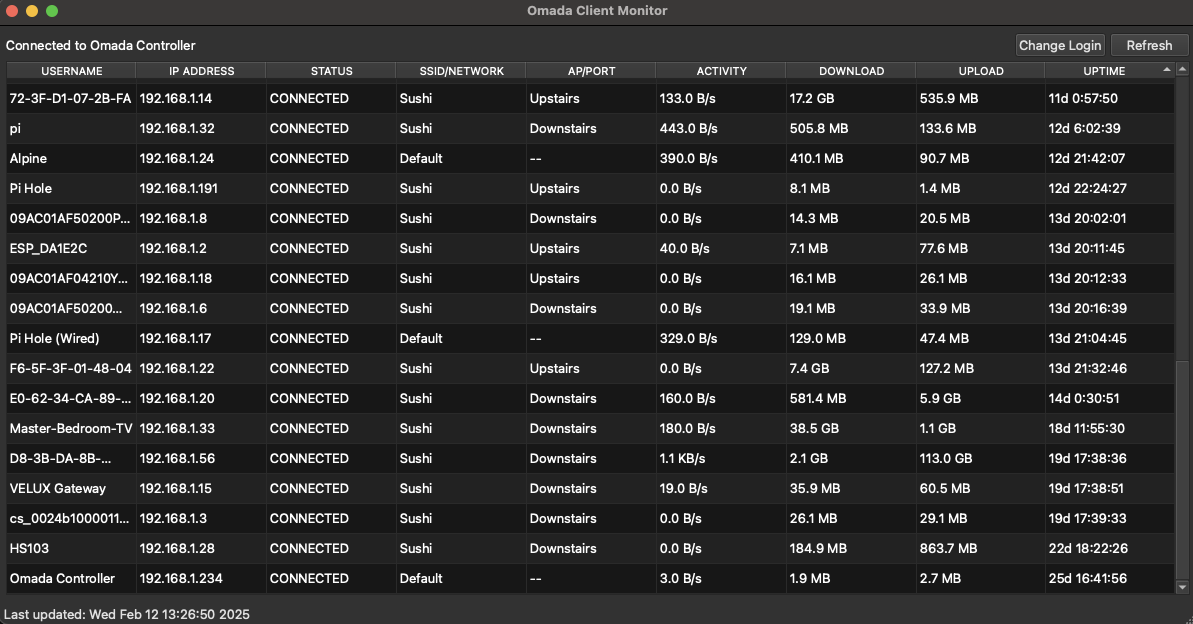 Omada Client Monitor
Connected to Omada Controller Change Login Refresh
USERNAME IP ADDRESS STATUS SSID/NETWORK AP/PORT ACTIVITY DOWNLOAD UPLOAD UPTIME
72-3F-D1-07-2B-FA 192.168.1.14 CONNECTED Sushi Upstairs 133.0 B/s 17.2 GB 535.9 MB 11d 0:57:50
pi 192.168.1.32 CONNECTED Sushi Downstairs 443.0 B/s 505.8 MB 133.6 MB 12d 6:02:39
Alpine 192.168.1.24 CONNECTED Default -- 390.0 B/s 410.1 MB 90.7 MB 12d 21:42:07
Pi Hole 192.168.1.191 CONNECTED Sushi Upstairs 0.0 B/s 8.1 MB 1.4 MB 12d 22:24:27
09AC01AF50200P... 192.168.1.8 CONNECTED Sushi Downstairs 0.0 B/s 14.3 MB 20.5 MB 13d 20:02:01
ESP_DA1E2C 192.168.1.2 CONNECTED Sushi Upstairs 40.0 B/s 7.1 MB 77.6 MB 13d 20:11:45
09AC01AF04210Y... 192.168.1.18 CONNECTED Sushi Upstairs 0.0 B/s 16.1 MB 26.1 MB 13d 20:12:33
09AC01AF50200... 192.168.1.6 CONNECTED Sushi Downstairs 0.0 B/s 19.1 MB 33.9 MB 13d 20:16:39
Pi Hole (Wired) 192.168.1.17 CONNECTED Default -- 329.0 B/s 129.0 MB 47.4 MB 13d 21:04:45
F6-5F-3F-01-48-04 192.168.1.22 CONNECTED Sushi Upstairs 0.0 B/s 7.4 GB 127.2 MB 13d 21:32:46
E0-62-34-CA-89-... 192.168.1.20 CONNECTED Sushi Downstairs 160.0 B/s 581.4 MB 5.9 GB 14d 0:30:51
Master-Bedroom-TV 192.168.1.33 CONNECTED Sushi Downstairs 180.0 B/s 38.5 GB 1.1 GB 18d 11:55:30
D8-3B-DA-8B-... 192.168.1.56 CONNECTED Sushi Downstairs 1.1 KB/s 2.1 GB 113.0 GB 19d 17:38:36
VELUX Gateway 192.168.1.15 CONNECTED Sushi Downstairs 19.0 B/s 35.9 MB 60.5 MB 19d 17:38:51
cs_0024b1000011... 192.168.1.3 CONNECTED Sushi Downstairs 0.0 B/s 26.1 MB 29.1 MB 19d 17:39:33
HS103 192.168.1.28 CONNECTED Sushi Downstairs 0.0 B/s 184.9 MB 863.7 MB 22d 18:22:26
Omada Controller 192.168.1.234 CONNECTED Default -- 3.0 B/s 1.9 MB 2.7 MB 25d 16:41:56
Last updated: Wed Feb 12 13:26:50 2025